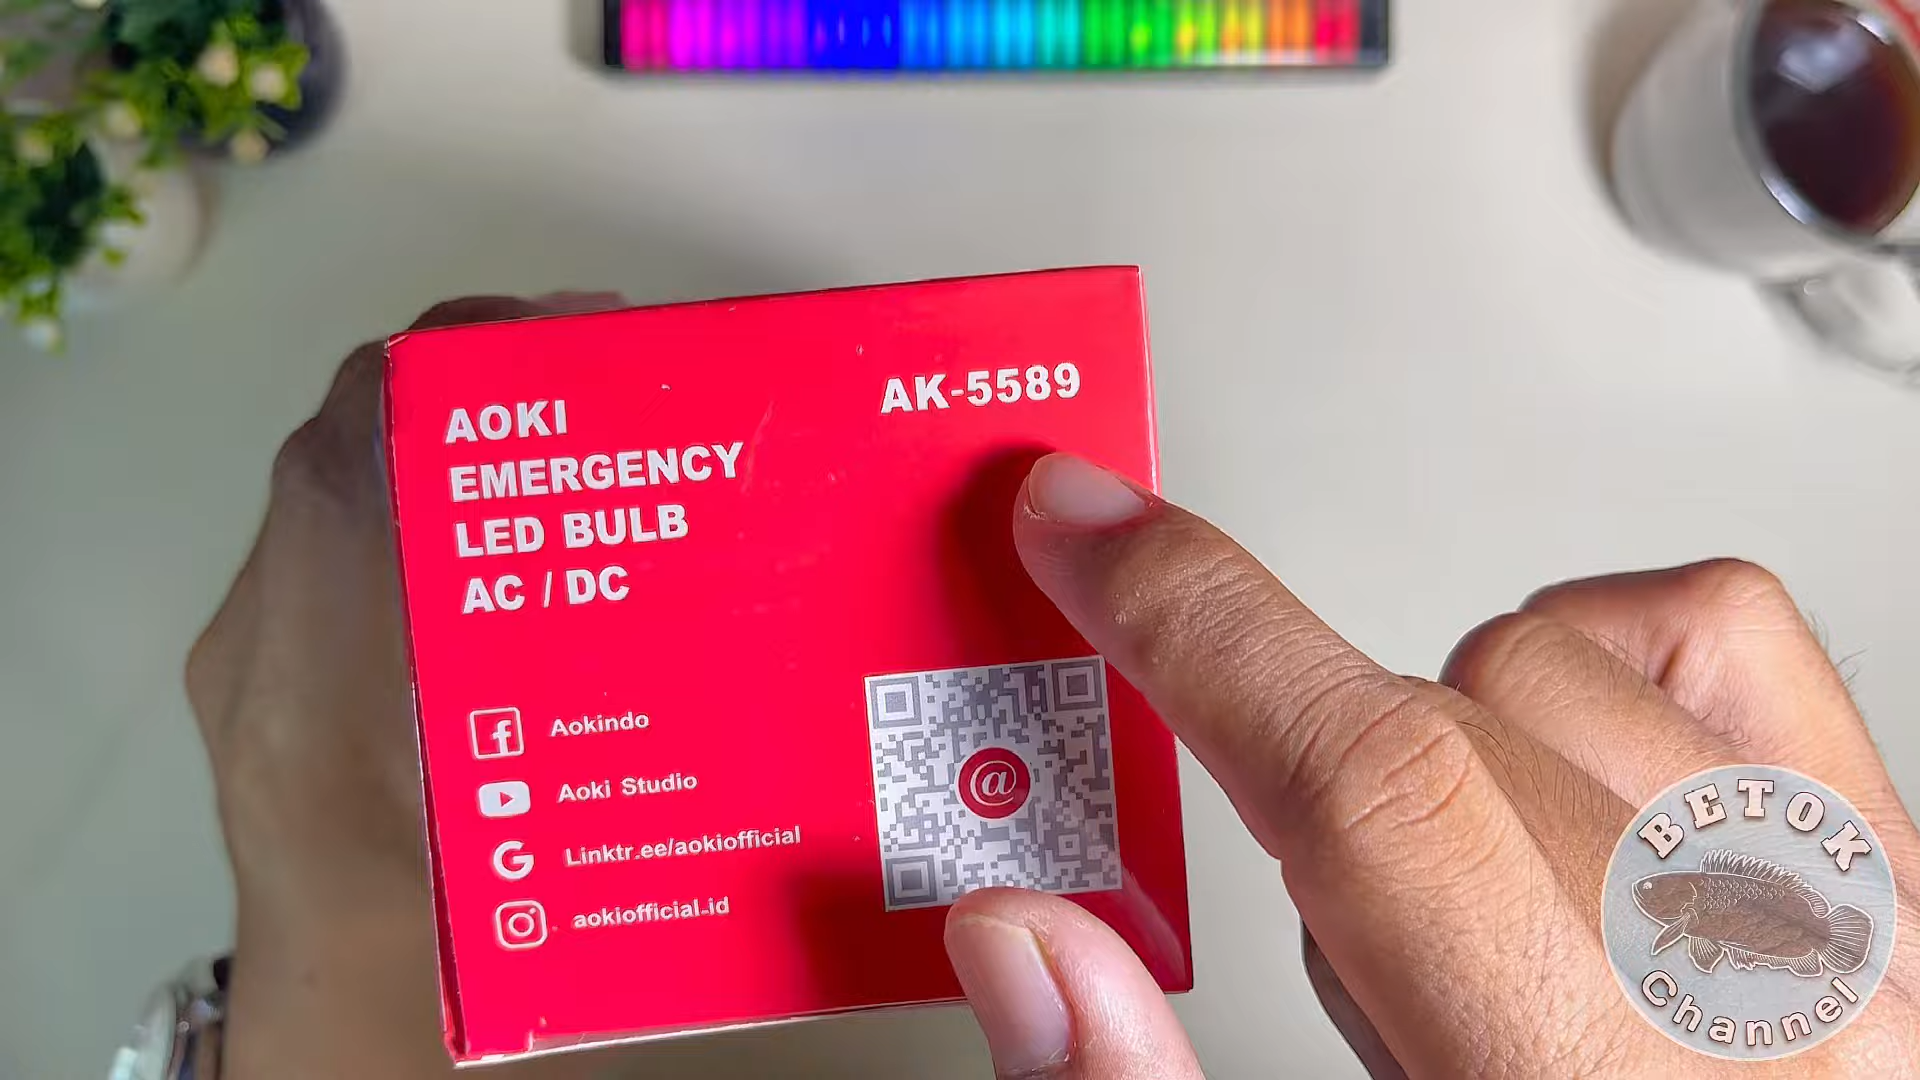 AOKI
EMERGENCY
LED BULB
AC / DC
AK-5589
Aokindo
Aoki Studio
Linktr.ee/aokiofficial
aokiofficial.id
@
BETOK
Channel